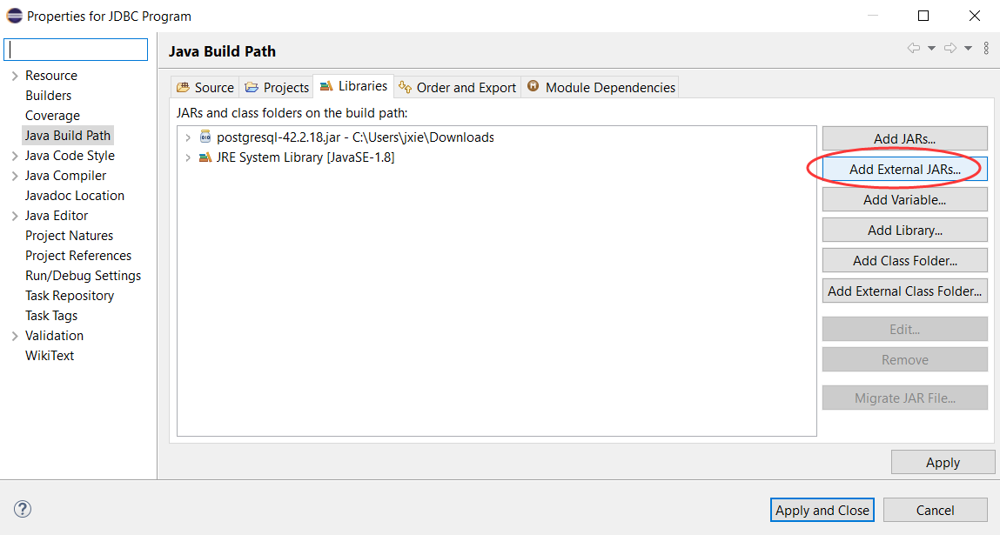 Properties for JDBC Program
Resource
Builders
Coverage
Java Build Path
Java Code Style
Java Compiler
Javadoc Location
Java Editor
Project Natures
Project References
Run/Debug Settings
Task Repository
Task Tags
Validation
WikiText
Java Build Path
Source Projects Libraries Order and Export Module Dependencies
JARs and class folders on the build path:
postgresql-42.2.18.jar - C:\Users\jxie\Downloads
JRE System Library [JavaSE-1.8]
Add JARs...
Add External JARs...
Add Variable...
Add Library...
Add Class Folder...
Add External Class Folder...
Edit...
Remove
Migrate JAR File...
Apply
?
Apply and Close Cancel